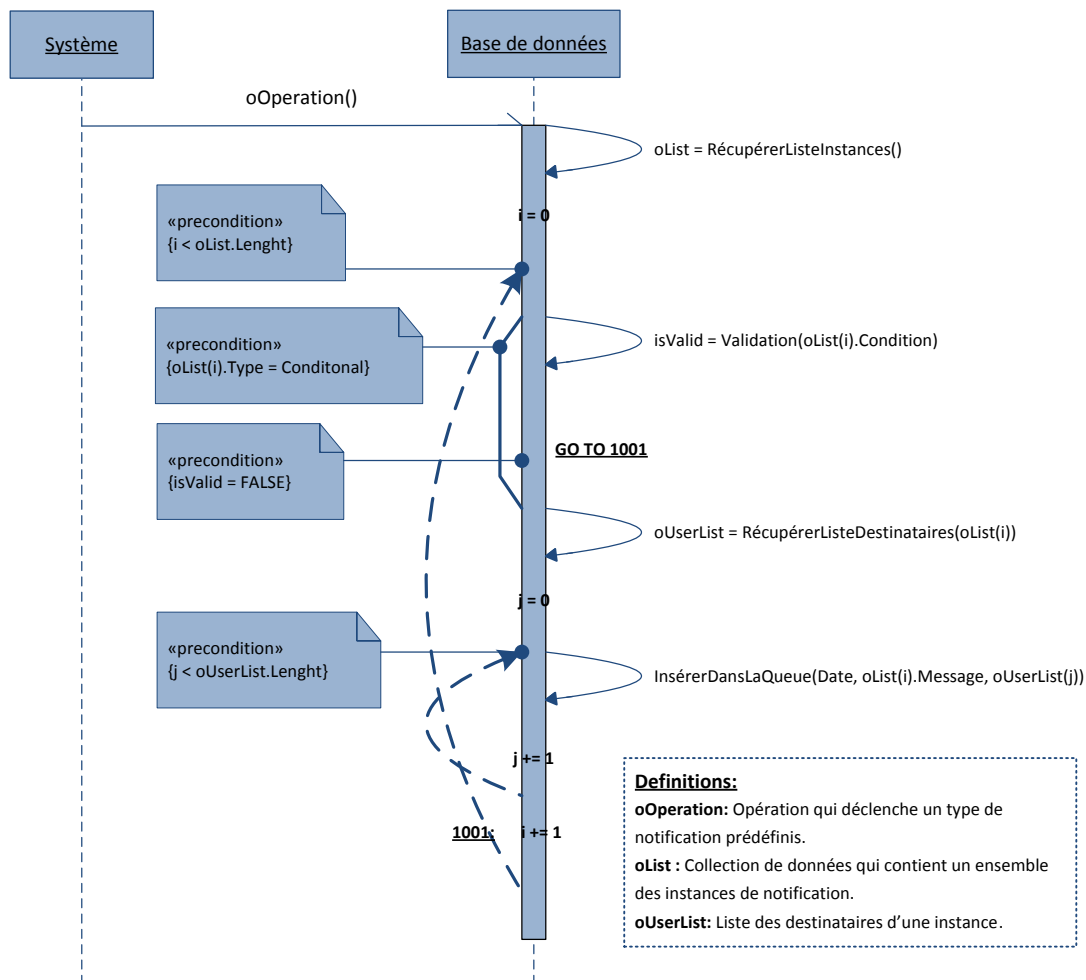 Système
Base de données
oOperation()
oList = RécupérerListeInstances()
i = 0
«precondition»
{i < oList.Lenght}
«precondition»
{oList(i).Type = Conditonal}
isValid = Validation(oList(i).Condition)
GO TO 1001
«precondition»
{isValid = FALSE}
oUserList = RécupérerListeDestinataires(oList(i))
j = 0
«precondition»
{j < oUserList.Lenght}
InsérerDansLaQueue(Date, oList(i).Message, oUserList(j))
j += 1
1001: i += 1
Definitions:
oOperation: Opération qui déclenche un type de
notification prédéfinis.
oList : Collection de données qui contient un ensemble
des instances de notification.
oUserList: Liste des destinataires d’une instance.